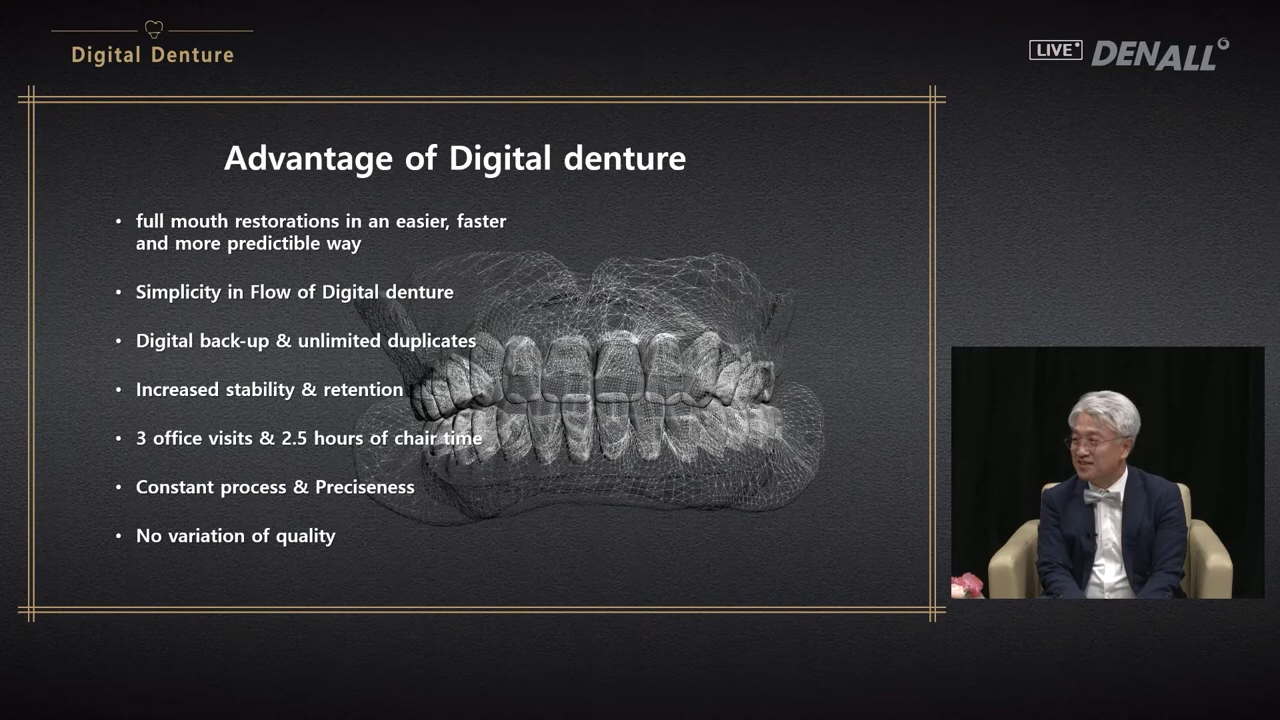 Digital Denture
LIVE
DENALL
Advantage of Digital denture
• full mouth restorations in an easier, faster
and more predictible way
• Simplicity in Flow of Digital denture
• Digital back-up & unlimited duplicates
• Increased stability & retention
• 3 office visits & 2.5 hours of chair time
• Constant process & Preciseness
• No variation of quality